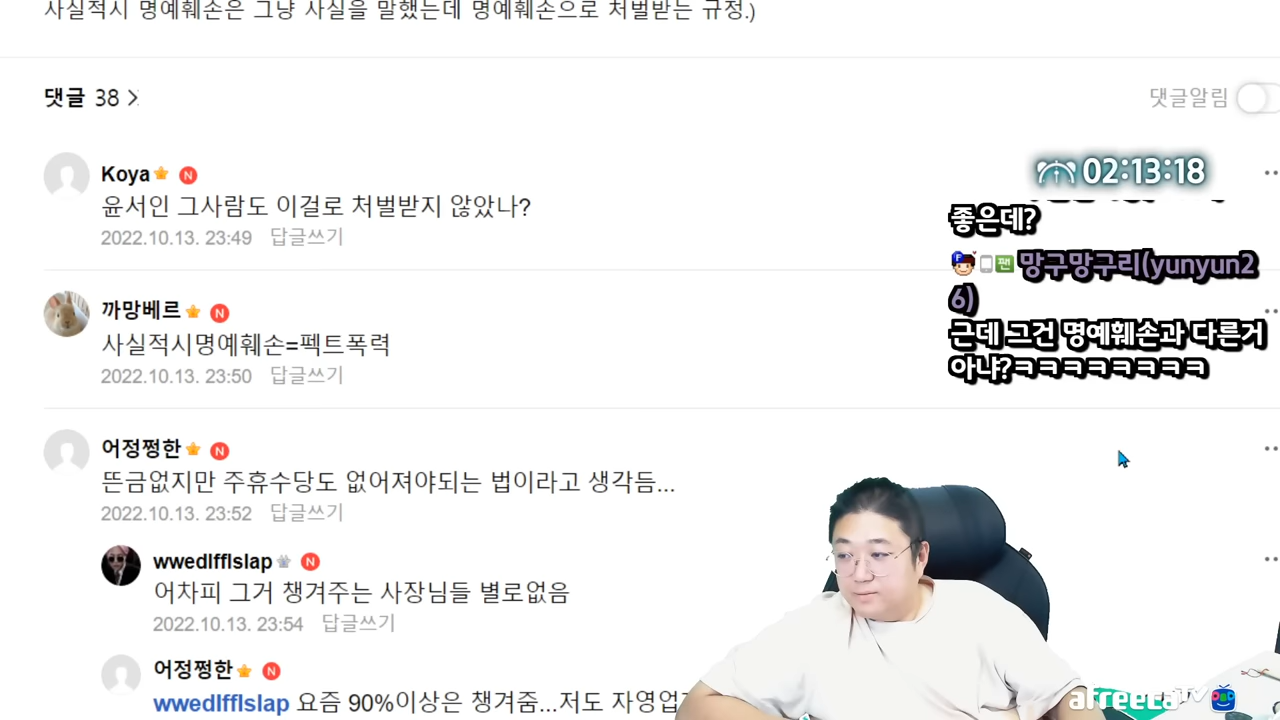 사실적시 명예훼손은 그냥 사실을 말했는데 명예훼손으로 처벌받는 규정.)
댓글 38
댓글알림
Koya N
윤서인 그사람도 이걸로 처벌받지 않았나?
2022.10.13. 23:49 답글쓰기
까망베르 N
사실적시명예훼손=펙트폭력
2022.10.13. 23:50 답글쓰기
어정쩡한 N
뜬금없지만 주휴수당도 없어져야되는 법이라고 생각듬...
2022.10.13. 23:52 답글쓰기
wwedlfflslap N
어차피 그거 챙겨주는 사장님들 별로없음
2022.10.13. 23:54 답글쓰기
어정쩡한 N
wwedlfflslap 요즘 90%이상은 챙겨줌...저도 자영업
02:13:18
좋은데?
F 팬 망구망구리(yunyun2
6)
근데 그건 명예훼손과 다른거
아냐?ㅋㅋㅋㅋㅋㅋㅋㅋ
afreecaTV